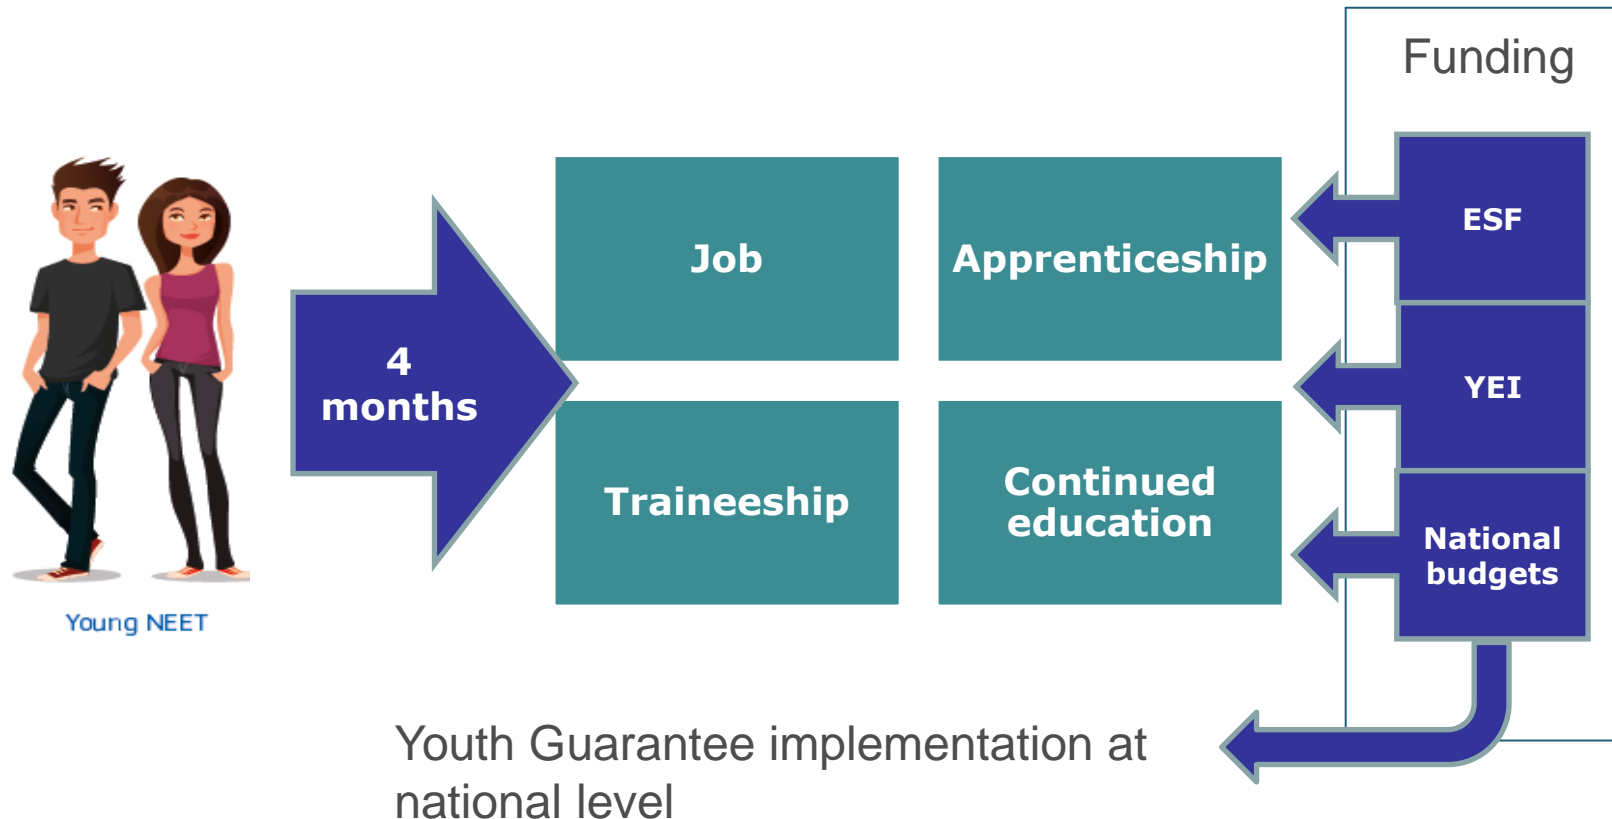 Funding
Job
Apprenticeship
ESF
4
months
YEI
Traineeship
Continued
education
National
budgets
Young NEET
Youth Guarantee implementation at
national level